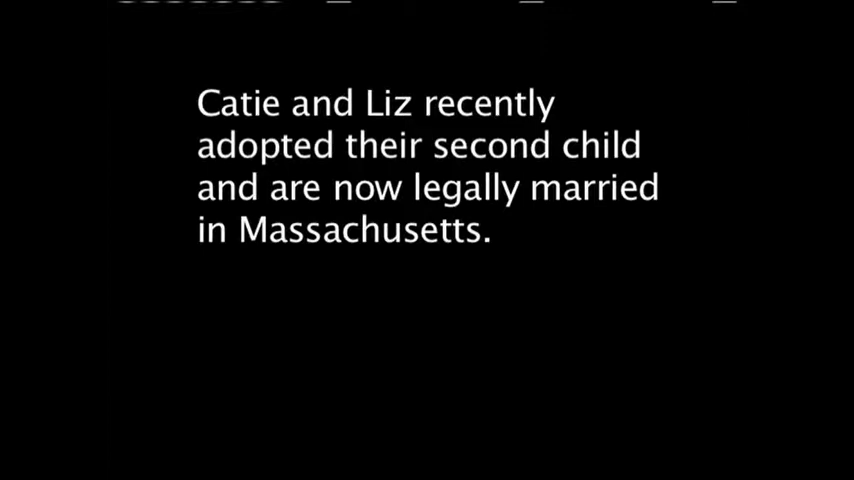 Catie and Liz recently
adopted their second child
and are now legally married
in Massachusetts.